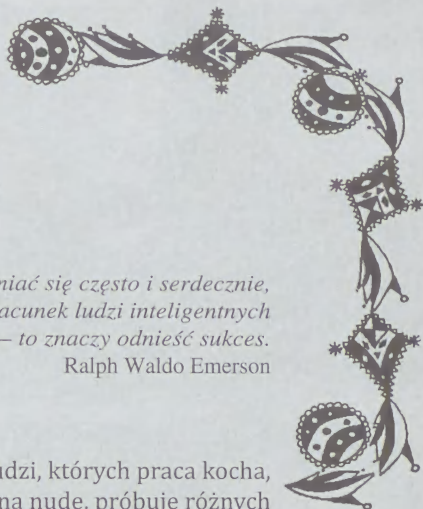 niać się często i serdecznie,
acunek ludzi inteligentnych
– to znaczy odnieść sukces.
Ralph Waldo Emerson
udzi, których praca kocha,
na nudę, próbuje różnych